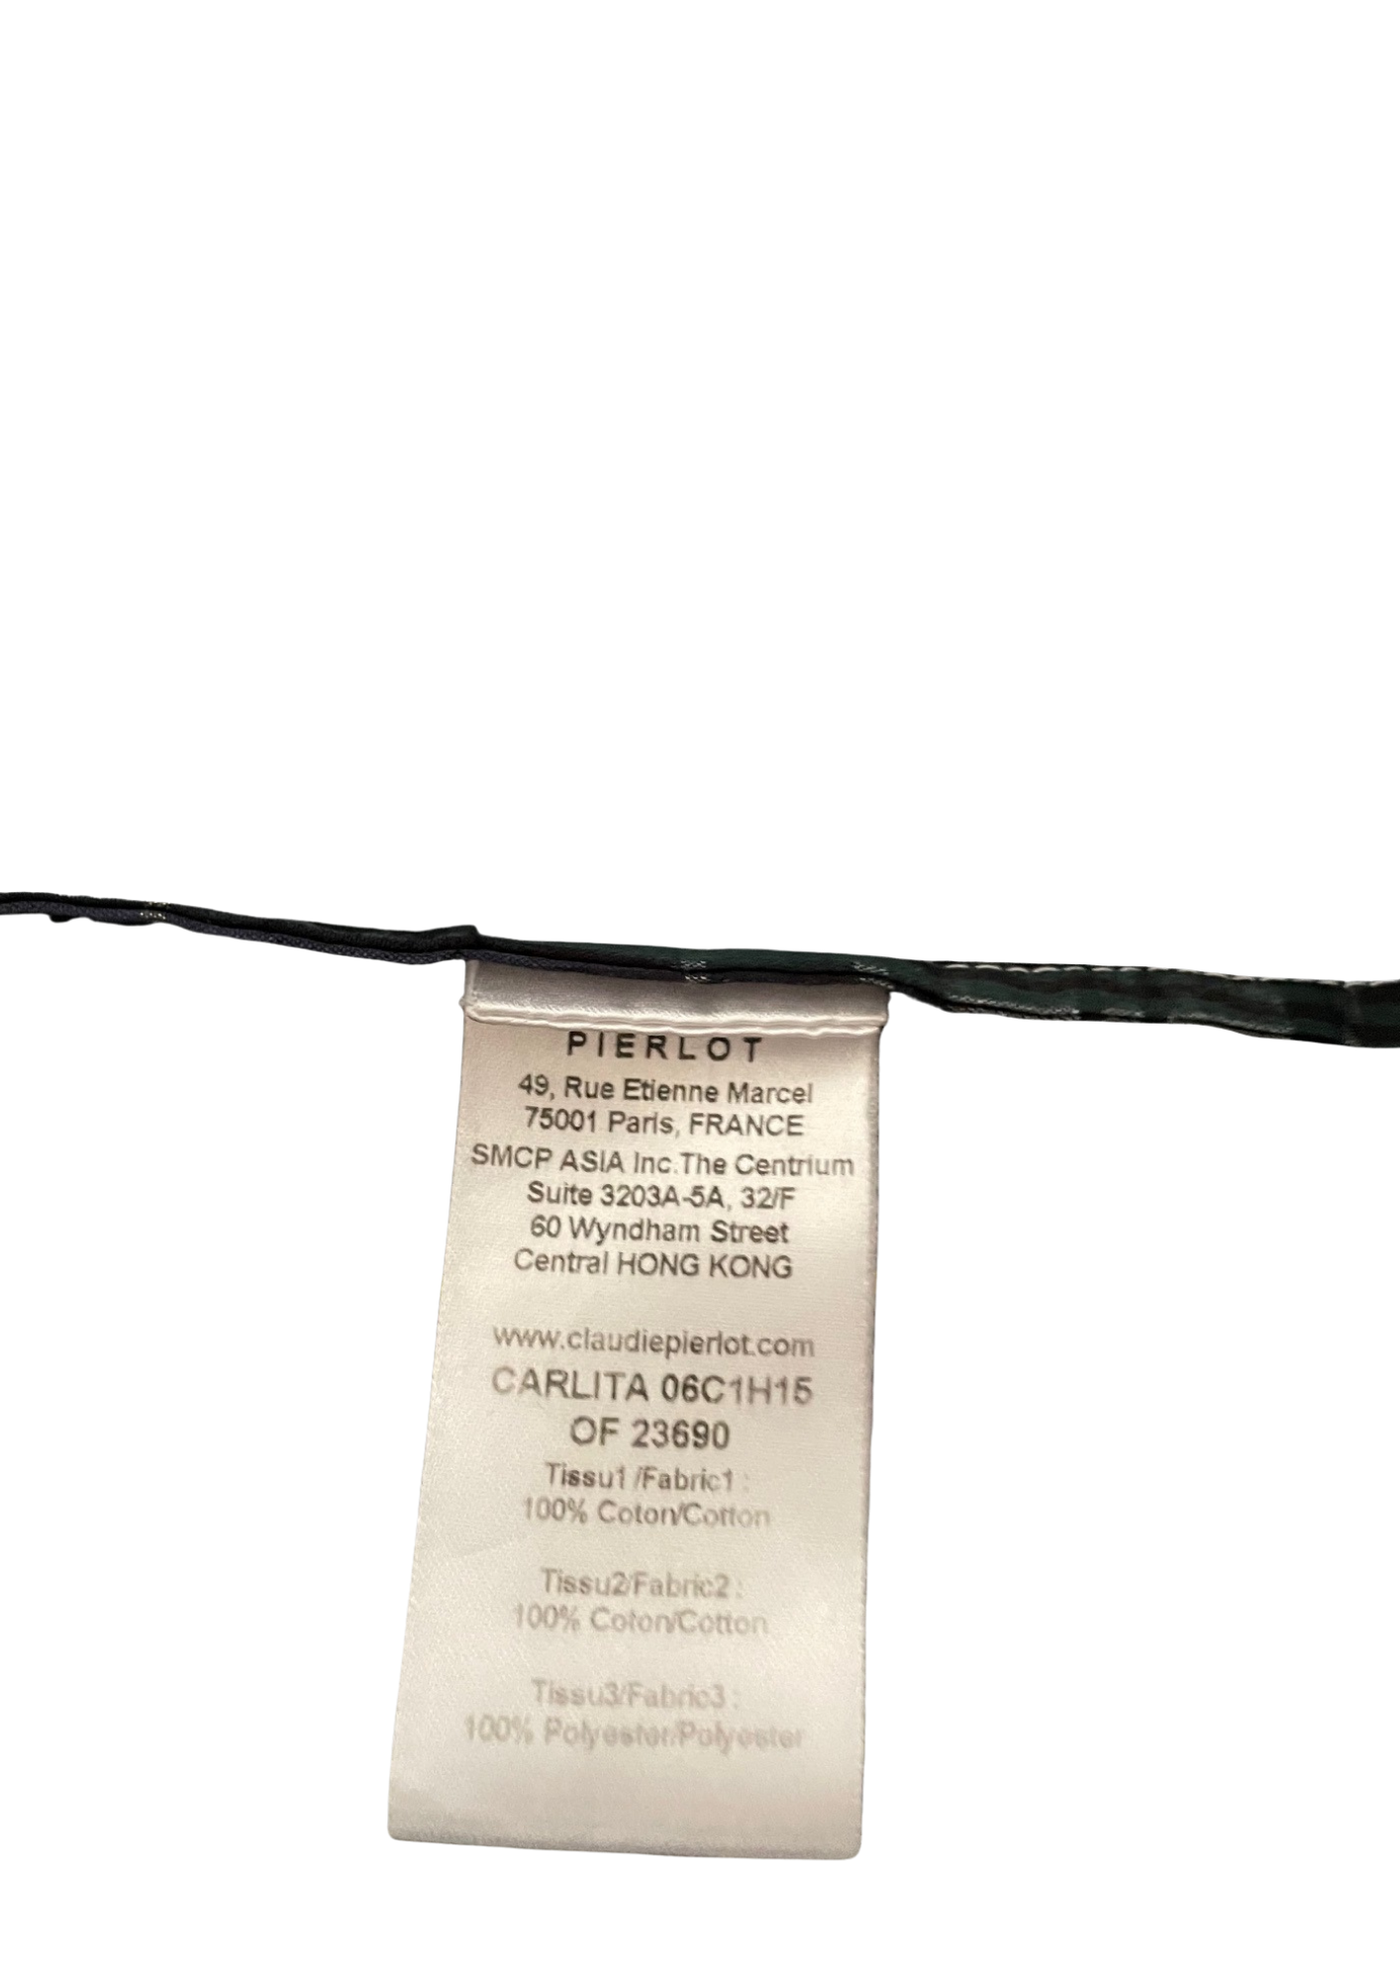 PIERLOT
49, Rue Etienne Marcel
75001 Paris, FRANCE
SMCP ASIA Inc.The Centrium
Suite 3203A-5A, 32/F
60 Wyndham Street
Central HONG KONG
www.claudiepierlot.com
CARLITA 06C1H15
OF 23690
Tissu1/Fabric1 :
100% Coton/Cotton
Tissu2/Fabric2 :
100% Coton/Cotton
Tissu3/Fabric3 :
100% Polyester/Polyester